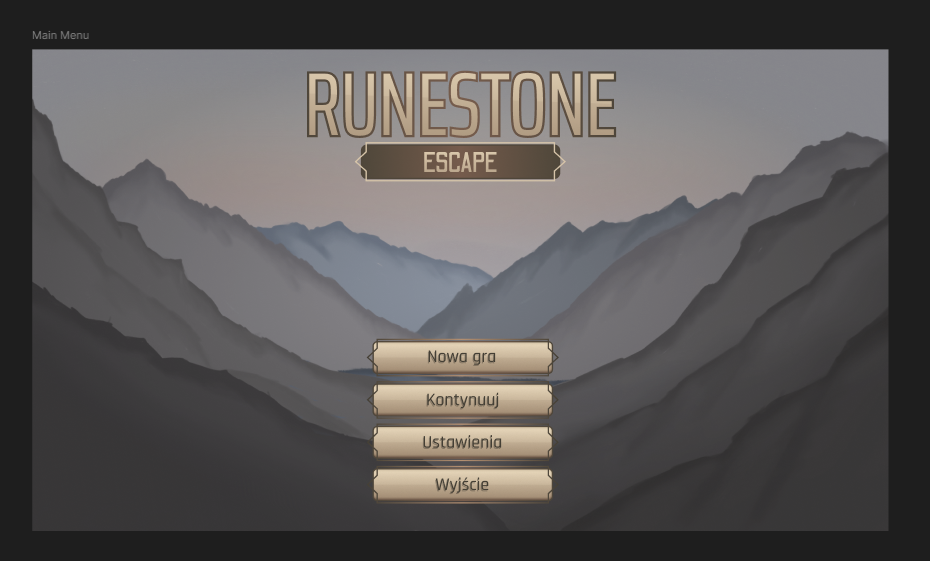 Main Menu
RUNESTONE
ESCAPE
Nowa gra
Kontynuuj
Ustawienia
Wyjście